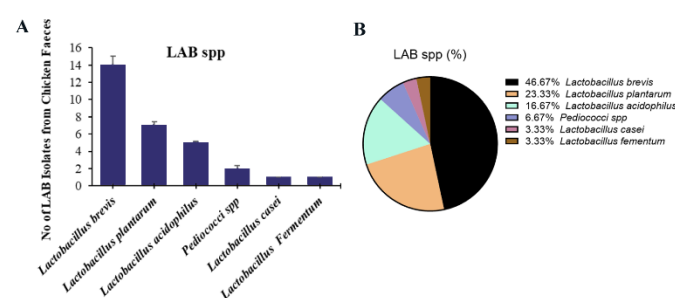 A
LAB spp
No of LAB Isolates from Chicken Faeces
16
14
12
10
8
6
4
2
0
Lactobacillus brevis
Lactobacillus plantarum
Lactobacillus acidophilus
Pediococci spp
Lactobacillus casei
Lactobacillus Fermentum
B
LAB spp (%)
46.67% Lactobacillus brevis
23.33% Lactobacillus plantarum
16.67% Lactobacillus acidophilus
6.67% Pediococci spp
3.33% Lactobacillus casei
3.33% Lactobacillus fementum